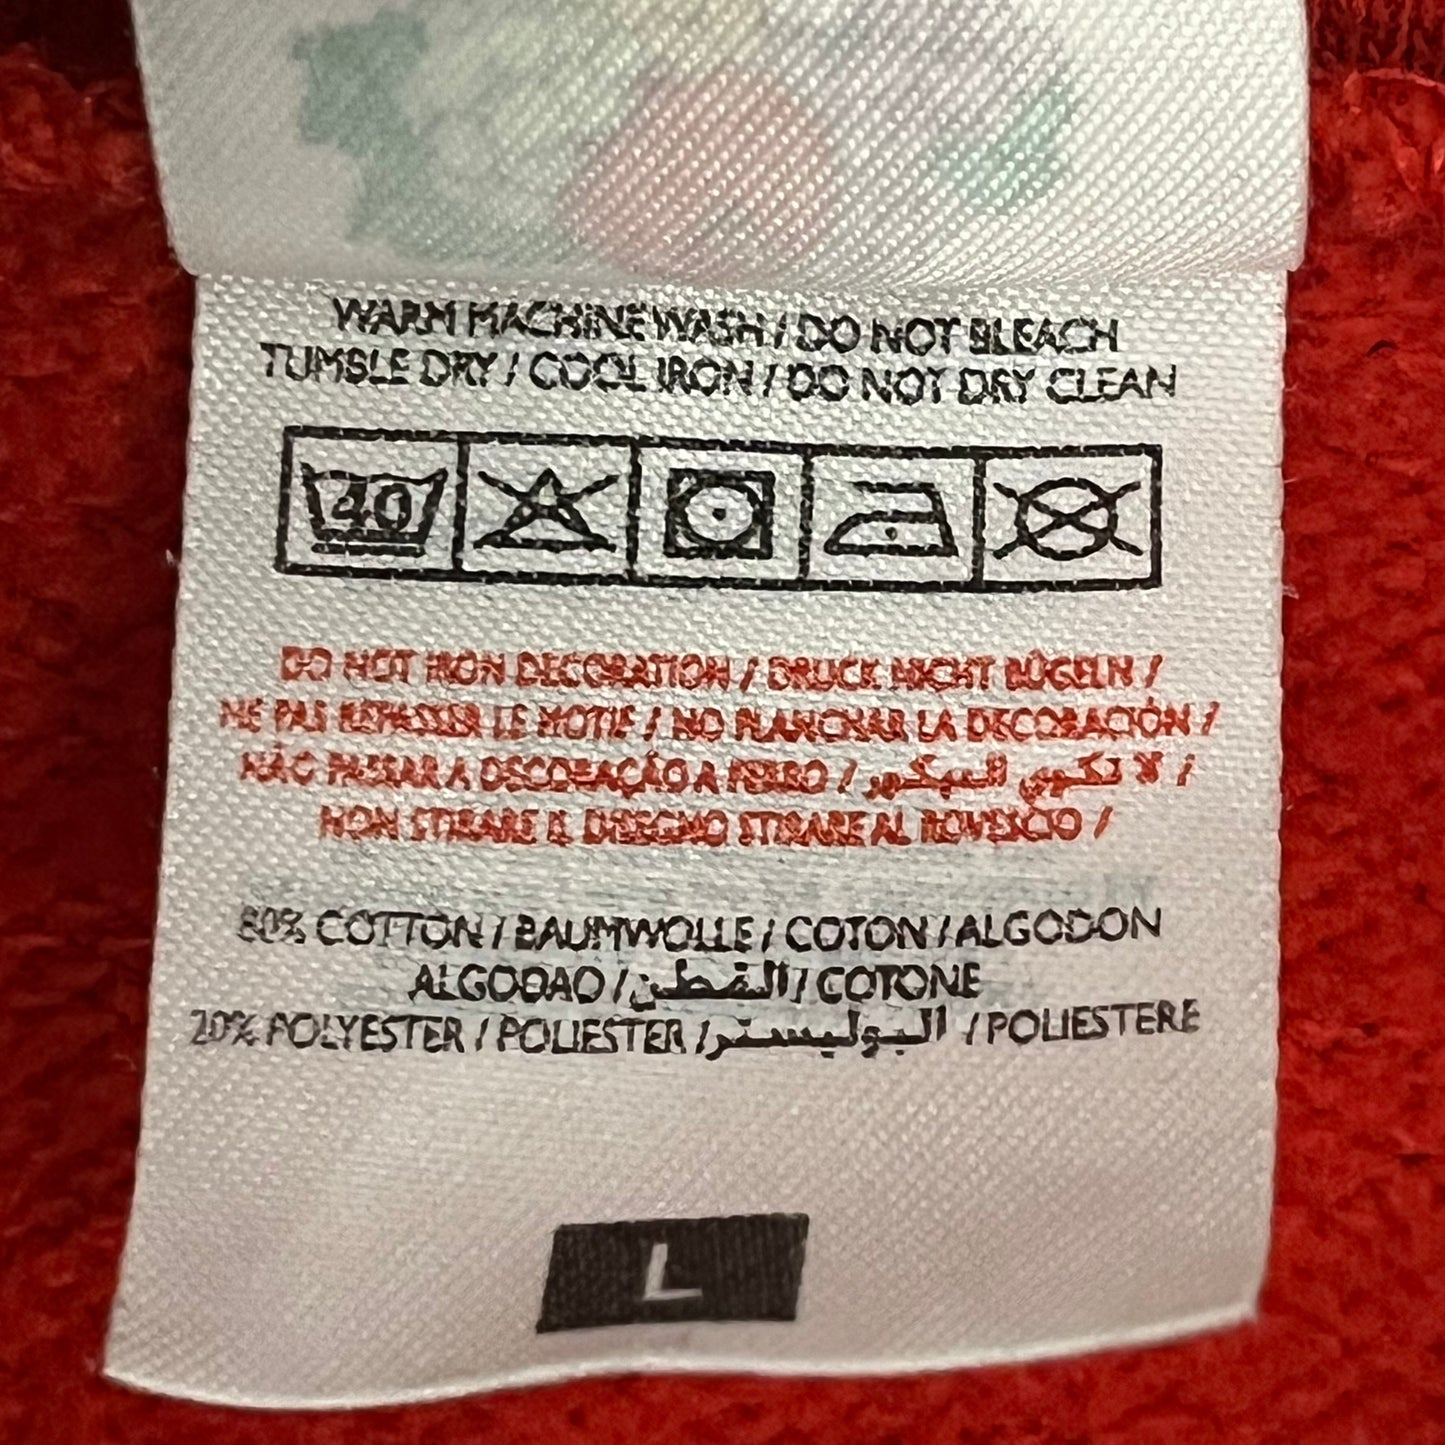 WARM MACHINE WASH / DO NOT BLEACH
TUMBLE DRY / COOL IRON / DO NOT DRY CLEAN
40
DO NOT IRON DECORATION / DRUCK NICHT BÜGELN /
NE PAS REPASSER LE MOTIF / NO PLANCHAR LA DECORACIÓN /
NÃO PASSAR A DECORAÇÃO A FERRO / لا تكوي الديكور /
NON STIRARE IL DISEGNO STIRARE AL ROVESCIO /
80% COTTON / BAUMWOLLE / COTON / ALGODON
ALGODAO / القطن / COTONE
20% POLYESTER / POLIESTER / البوليستر / POLIESTERE
L